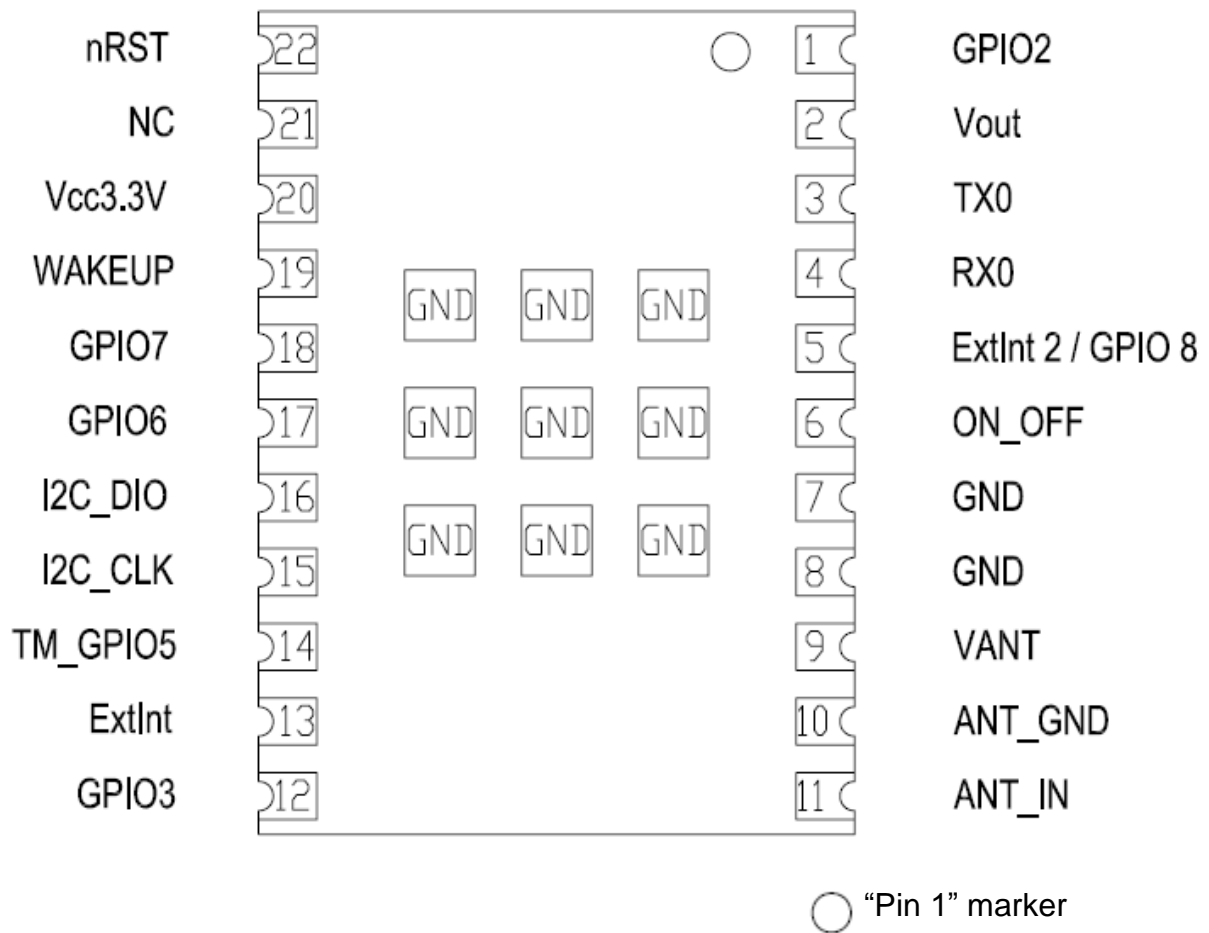 nRST 22 1 GPIO2
NC 21 2 Vout
Vcc3.3V 20 3 TX0
WAKEUP 19 4 RX0
GND GND GND
GPIO7 18 5 ExtInt 2 / GPIO 8
GPIO6 17 GND GND GND 6 ON_OFF
I2C_DIO 16 7 GND
GND GND GND
I2C_CLK 15 8 GND
TM_GPIO5 14 9 VANT
ExtInt 13 10 ANT_GND
GPIO3 12 11 ANT_IN
“Pin 1” marker